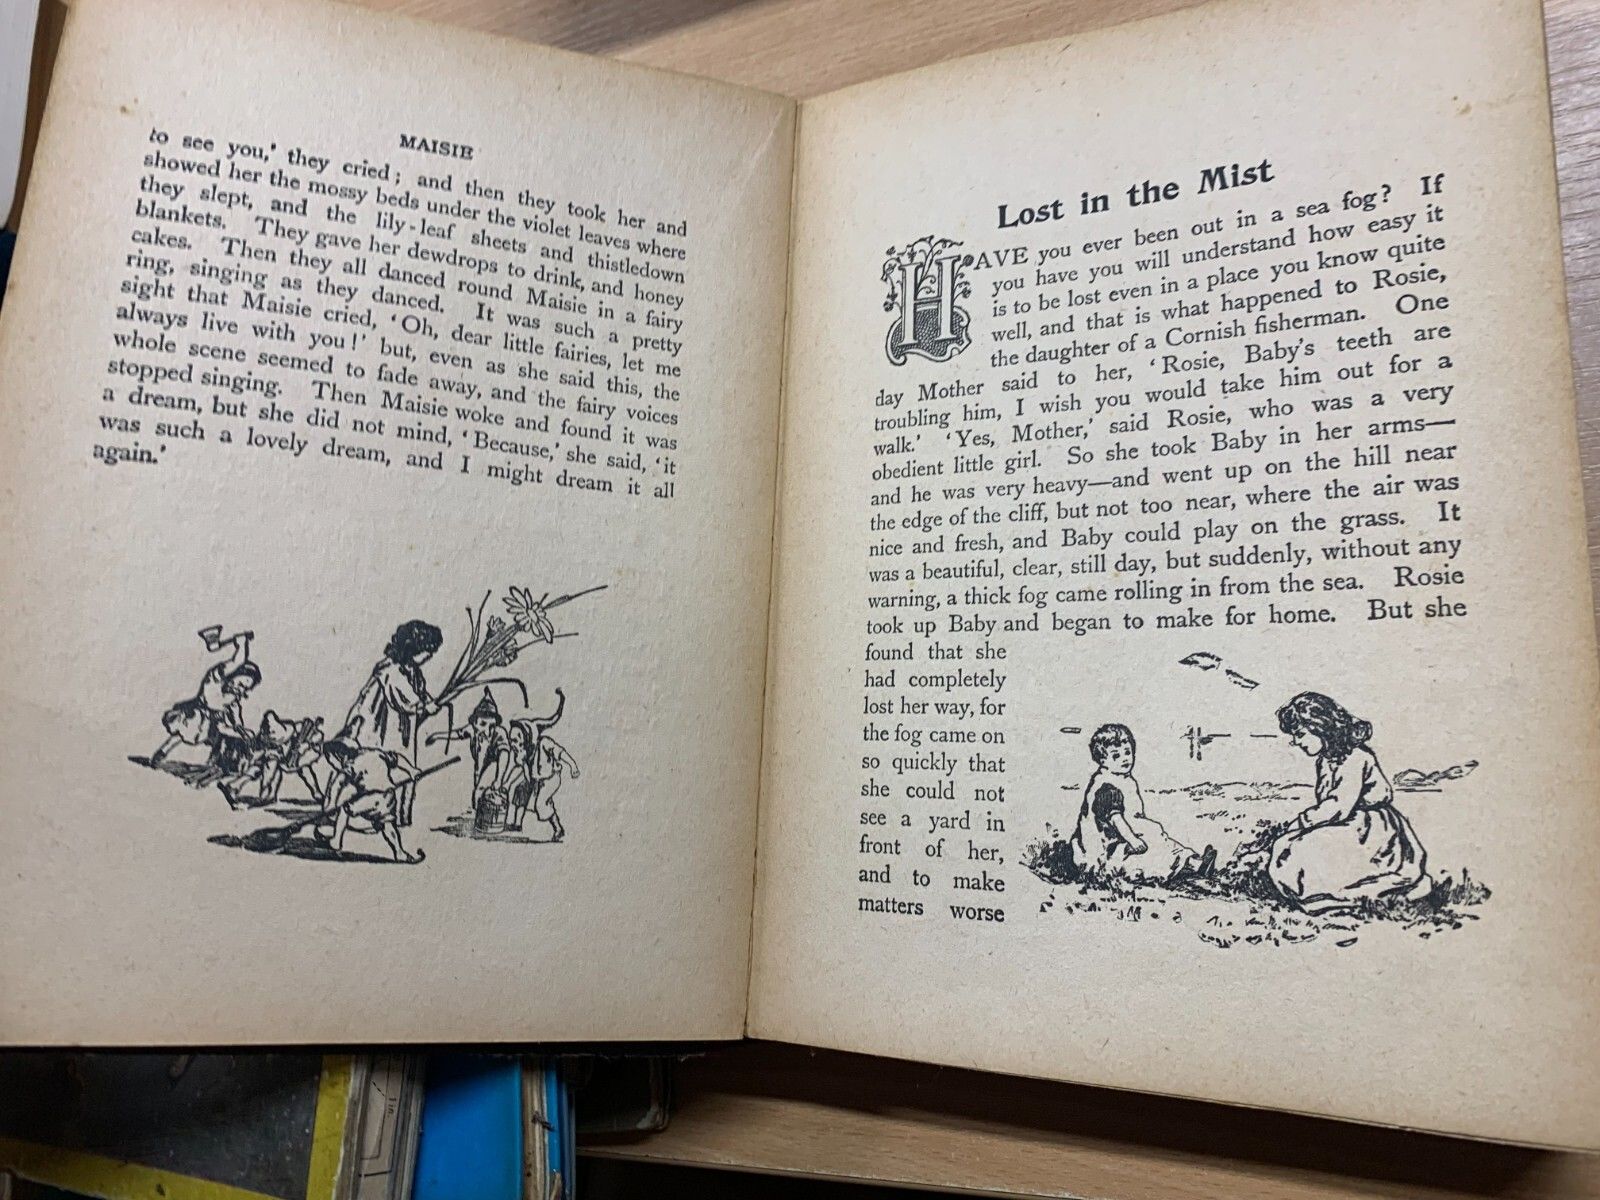 MAISIE
to see you,' they cried; and then they took her and
showed her the mossy beds under the violet leaves where
they slept, and the lily-leaf sheets and thistledown
blankets. They gave her dewdrops to drink, and honey
cakes. Then they all danced round Maisie in a fairy
ring, singing as they danced. It was such a pretty
sight that Maisie cried, 'Oh, dear little fairies, let me
always live with you!' but, even as she said this, the
whole scene seemed to fade away, and the fairy voices
stopped singing. Then Maisie woke and found it was
a dream, but she did not mind, 'Because,' she said, 'it
was such a lovely dream, and I might dream it all
again.'
Lost in the Mist
HAVE you ever been out in a sea fog? If
you have you will understand how easy it
is to be lost even in a place you know quite
well, and that is what happened to Rosie,
the daughter of a Cornish fisherman. One
day Mother said to her, 'Rosie, Baby's teeth are
troubling him, I wish you would take him out for a
walk.' 'Yes, Mother,' said Rosie, who was a very
obedient little girl. So she took Baby in her arms—
and he was very heavy—and went up on the hill near
the edge of the cliff, but not too near, where the air was
nice and fresh, and Baby could play on the grass. It
was a beautiful, clear, still day, but suddenly, without any
warning, a thick fog came rolling in from the sea. Rosie
took up Baby and began to make for home. But she
found that she
had completely
lost her way, for
the fog came on
so quickly that
she could not
see a yard in
front of her,
and to make
matters worse
1 in.